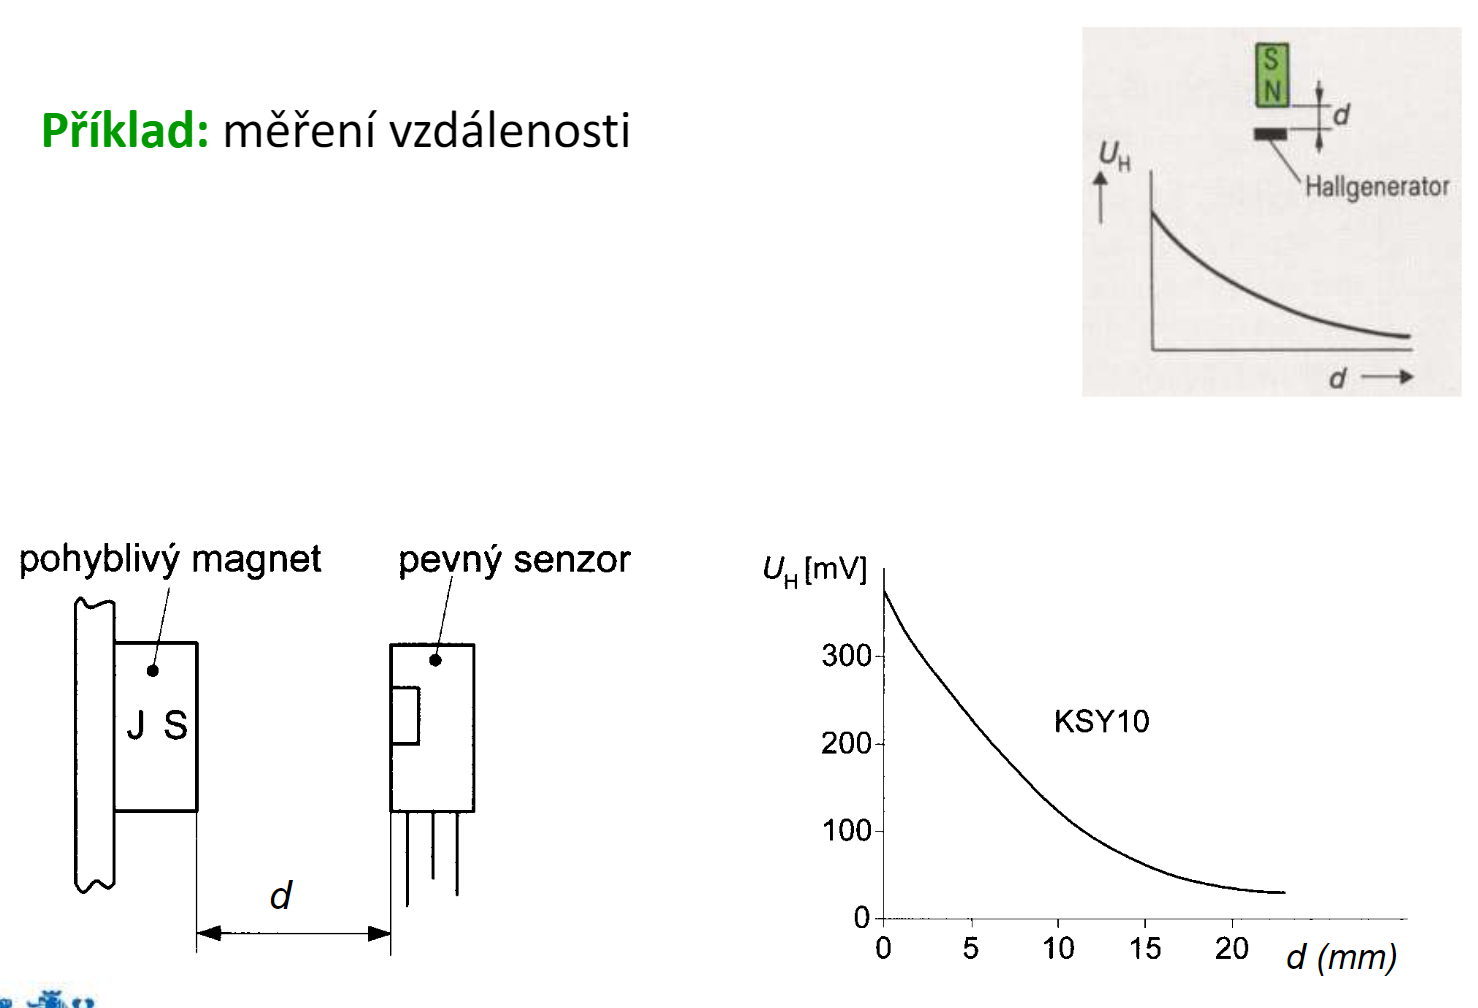 Příklad: měření vzdálenosti
S
N
d
U_H
Hallgenerator
d
pohyblivý magnet
pevný senzor
J S
d
U_H [mV]
300
200
100
0
KSY10
0 5 10 15 20
d (mm)